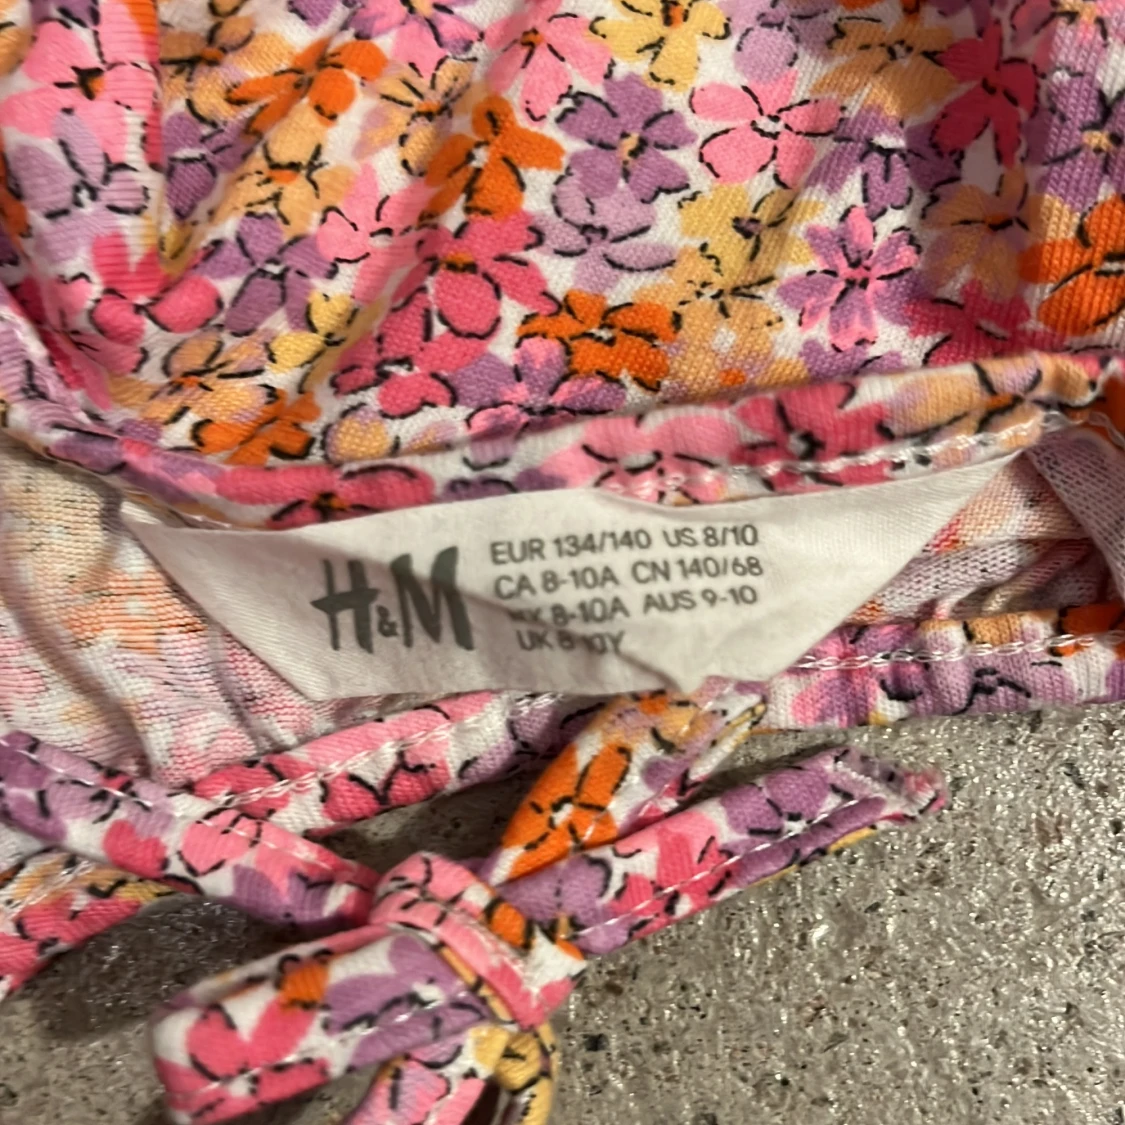 H&M
EUR 134/140 US 8/10
CA 8-10A CN 140/68
8-10A AUS 9-10
UK 8-10Y